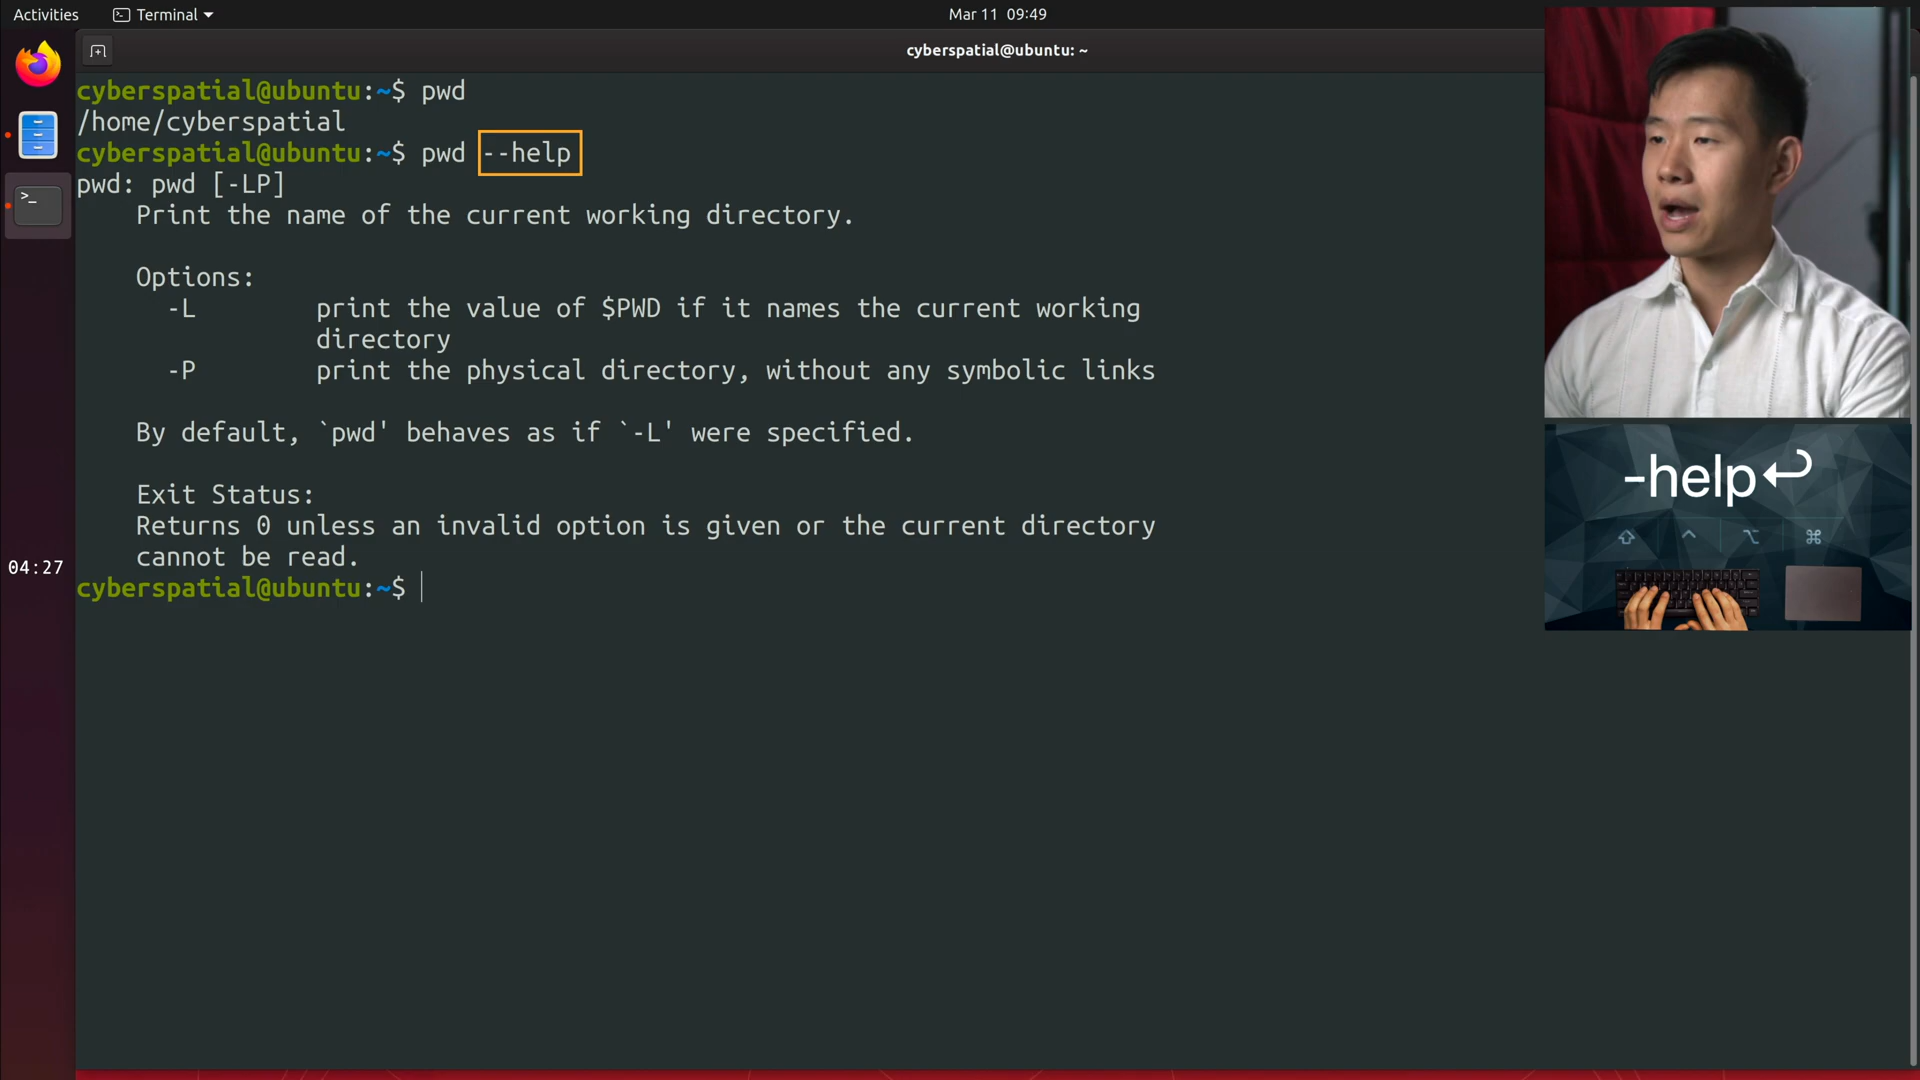 Activities
Terminal
Mar 11 09:49
cyberspatial@ubuntu: ~
cyberspatial@ubuntu:~$ pwd
/home/cyberspatial
cyberspatial@ubuntu:~$ pwd --help
pwd: pwd [-LP]
Print the name of the current working directory.
Options:
-L print the value of $PWD if it names the current working
directory
-P print the physical directory, without any symbolic links
By default, `pwd' behaves as if `-L' were specified.
Exit Status:
Returns 0 unless an invalid option is given or the current directory
cannot be read.
cyberspatial@ubuntu:~$
04:27
-help↩